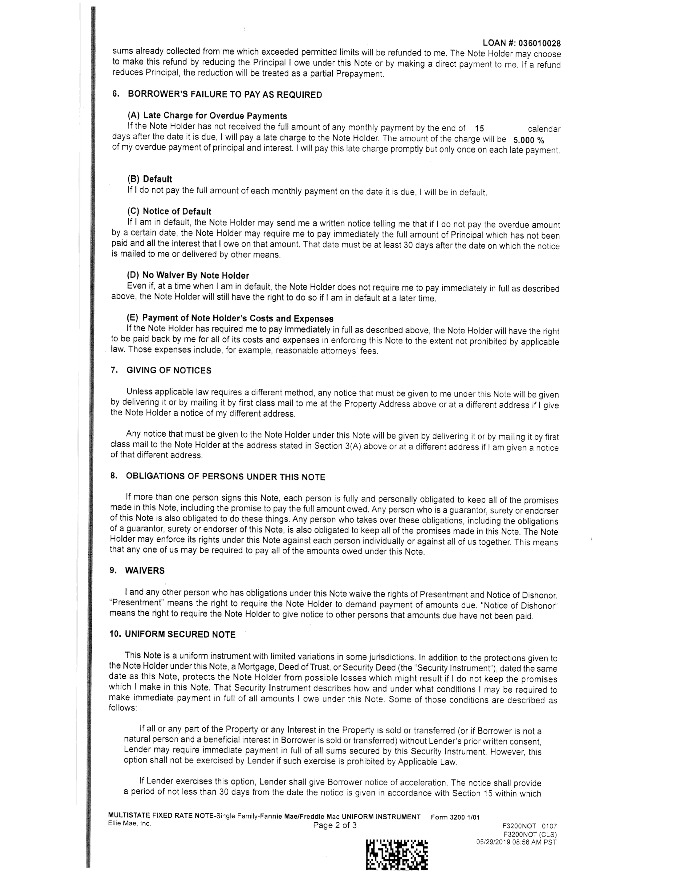 LOAN #: 036010028
sums already collected from me which exceeded permitted limits will be refunded to me. The Note Holder may choose
to make this refund by reducing the Principal I owe under this Note or by making a direct payment to me. If a refund
reduces Principal, the reduction will be treated as a partial Prepayment.
6. BORROWER'S FAILURE TO PAY AS REQUIRED
(A) Late Charge for Overdue Payments
If the Note Holder has not received the full amount of any monthly payment by the end of 15 calendar
days after the date it is due, I will pay a late charge to the Note Holder. The amount of the charge will be 5.000 %
of my overdue payment of principal and interest. I will pay this late charge promptly but only once on each late payment.
(B) Default
If I do not pay the full amount of each monthly payment on the date it is due, I will be in default.
(C) Notice of Default
If I am in default, the Note Holder may send me a written notice telling me that if I do not pay the overdue amount
by a certain date, the Note Holder may require me to pay immediately the full amount of Principal which has not been
paid and all the interest that I owe on that amount. That date must be at least 30 days after the date on which the notice
is mailed to me or delivered by other means.
(D) No Waiver By Note Holder
Even if, at a time when I am in default, the Note Holder does not require me to pay immediately in full as described
above, the Note Holder will still have the right to do so if I am in default at a later time.
(E) Payment of Note Holder's Costs and Expenses
If the Note Holder has required me to pay immediately in full as described above, the Note Holder will have the right
to be paid back by me for all of its costs and expenses in enforcing this Note to the extent not prohibited by applicable
law. Those expenses include, for example, reasonable attorneys' fees.
7. GIVING OF NOTICES
Unless applicable law requires a different method, any notice that must be given to me under this Note will be given
by delivering it or by mailing it by first class mail to me at the Property Address above or at a different address if I give
the Note Holder a notice of my different address.
Any notice that must be given to the Note Holder under this Note will be given by delivering it or by mailing it by first
class mail to the Note Holder at the address stated in Section 3(A) above or at a different address if I am given a notice
of that different address.
8. OBLIGATIONS OF PERSONS UNDER THIS NOTE
If more than one person signs this Note, each person is fully and personally obligated to keep all of the promises
made in this Note, including the promise to pay the full amount owed. Any person who is a guarantor, surety or endorser
of this Note is also obligated to do these things. Any person who takes over these obligations, including the obligations
of a guarantor, surety or endorser of this Note, is also obligated to keep all of the promises made in this Note. The Note
Holder may enforce its rights under this Note against each person individually or against all of us together. This means
that any one of us may be required to pay all of the amounts owed under this Note.
9. WAIVERS
I and any other person who has obligations under this Note waive the rights of Presentment and Notice of Dishonor.
"Presentment" means the right to require the Note Holder to demand payment of amounts due. "Notice of Dishonor"
means the right to require the Note Holder to give notice to other persons that amounts due have not been paid.
10. UNIFORM SECURED NOTE
This Note is a uniform instrument with limited variations in some jurisdictions. In addition to the protections given to
the Note Holder under this Note, a Mortgage, Deed of Trust, or Security Deed (the "Security Instrument"), dated the same
date as this Note, protects the Note Holder from possible losses which might result if I do not keep the promises
which I make in this Note. That Security Instrument describes how and under what conditions I may be required to
make immediate payment in full of all amounts I owe under this Note. Some of those conditions are described as
follows:
If all or any part of the Property or any Interest in the Property is sold or transferred (or if Borrower is not a
natural person and a beneficial interest in Borrower is sold or transferred) without Lender's prior written consent,
Lender may require immediate payment in full of all sums secured by this Security Instrument. However, this
option shall not be exercised by Lender if such exercise is prohibited by Applicable Law.
If Lender exercises this option, Lender shall give Borrower notice of acceleration. The notice shall provide
a period of not less than 30 days from the date the notice is given in accordance with Section 15 within which
MULTISTATE FIXED RATE NOTE-Single Family-Fannie Mae/Freddie Mac UNIFORM INSTRUMENT Form 3200 1/01
Ellie Mae, Inc. Page 2 of 3 F3200NOT 0107
F3200NOT (CLS)
05/29/2019 08:56 AM PST